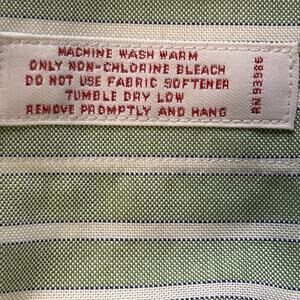 MACHINE WASH WARM
ONLY NON-CHLORINE BLEACH
DO NOT USE FABRIC SOFTENER
TUMBLE DRY LOW
REMOVE PROMPTLY AND HANG
RN 93698